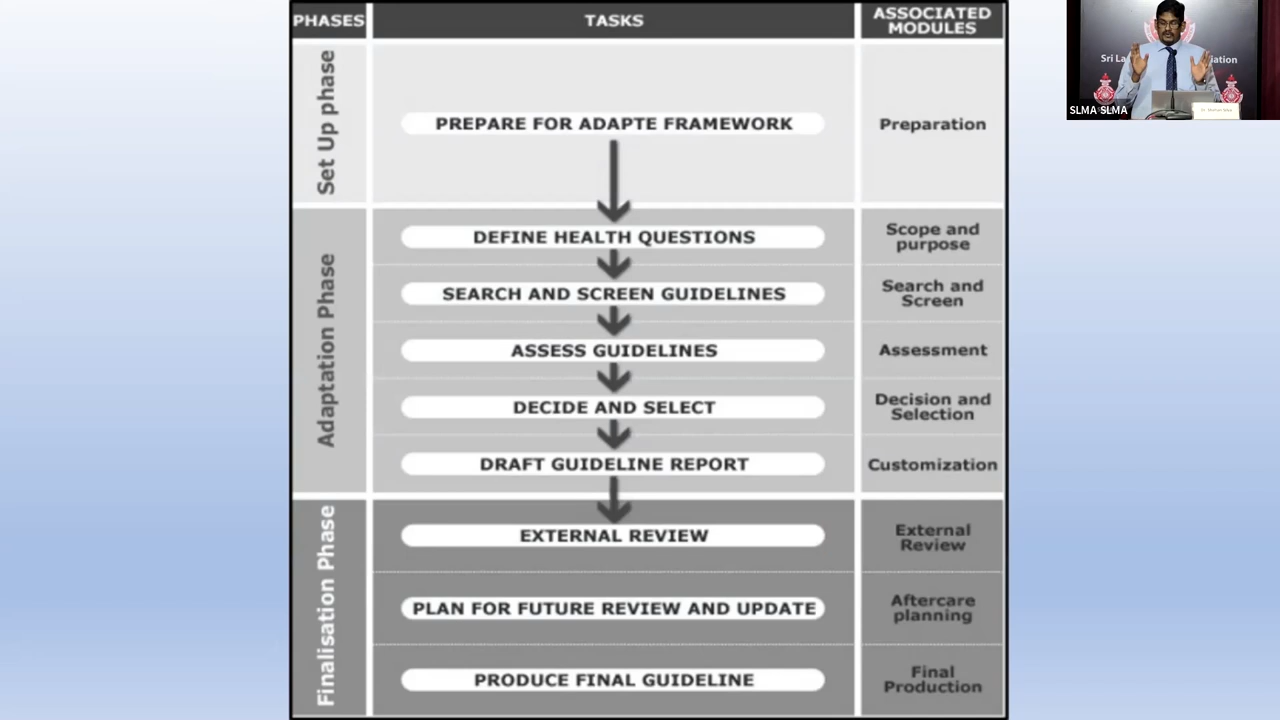 PHASES
TASKS
ASSOCIATED
MODULES
Set Up phase
PREPARE FOR ADAPTE FRAMEWORK
Preparation
Adaptation Phase
DEFINE HEALTH QUESTIONS
Scope and
purpose
SEARCH AND SCREEN GUIDELINES
Search and
Screen
ASSESS GUIDELINES
Assessment
DECIDE AND SELECT
Decision and
Selection
DRAFT GUIDELINE REPORT
Customization
Finalisation Phase
EXTERNAL REVIEW
External
Review
PLAN FOR FUTURE REVIEW AND UPDATE
Aftercare
planning
PRODUCE FINAL GUIDELINE
Final
Production
Sri La
iation
SLMA SLMA